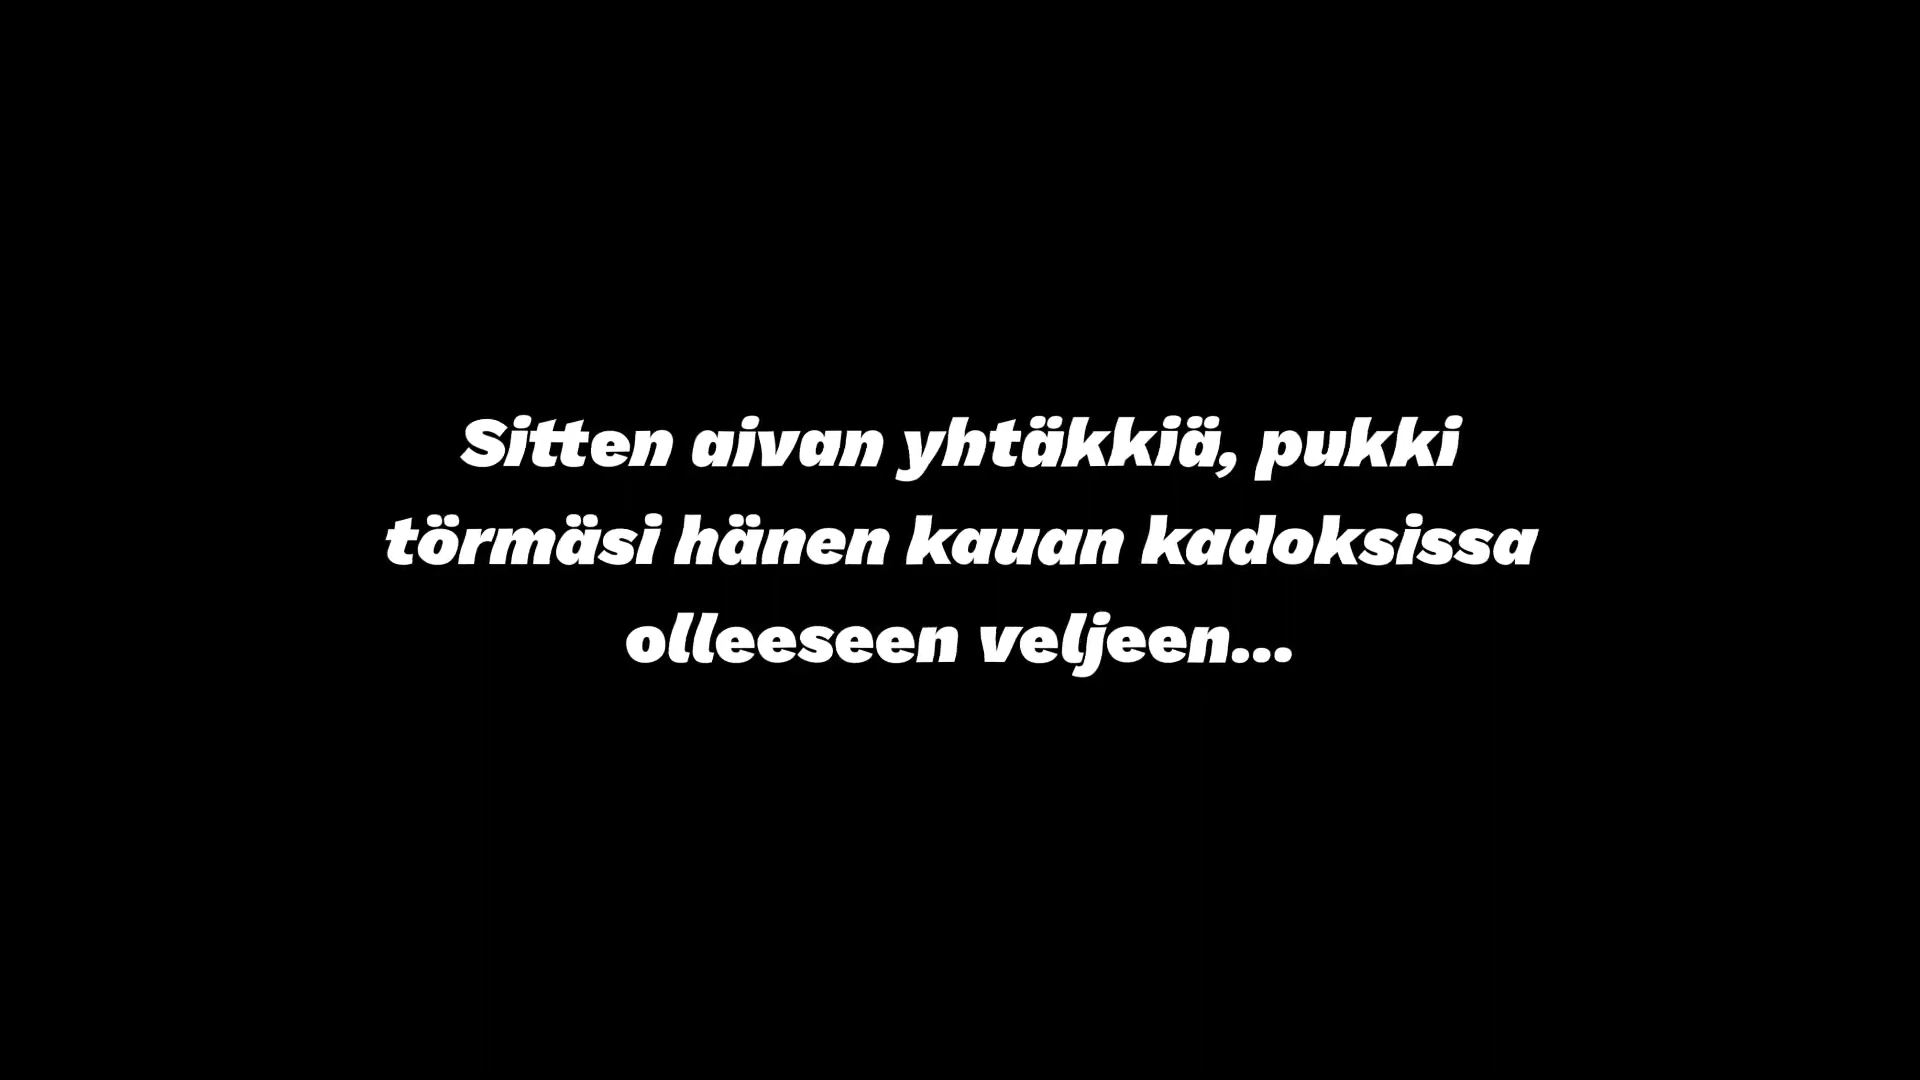 Sitten aivan yhtäkkiä, pukki
törmäsi hänen kauan kadoksissa
olleeseen veljeen...